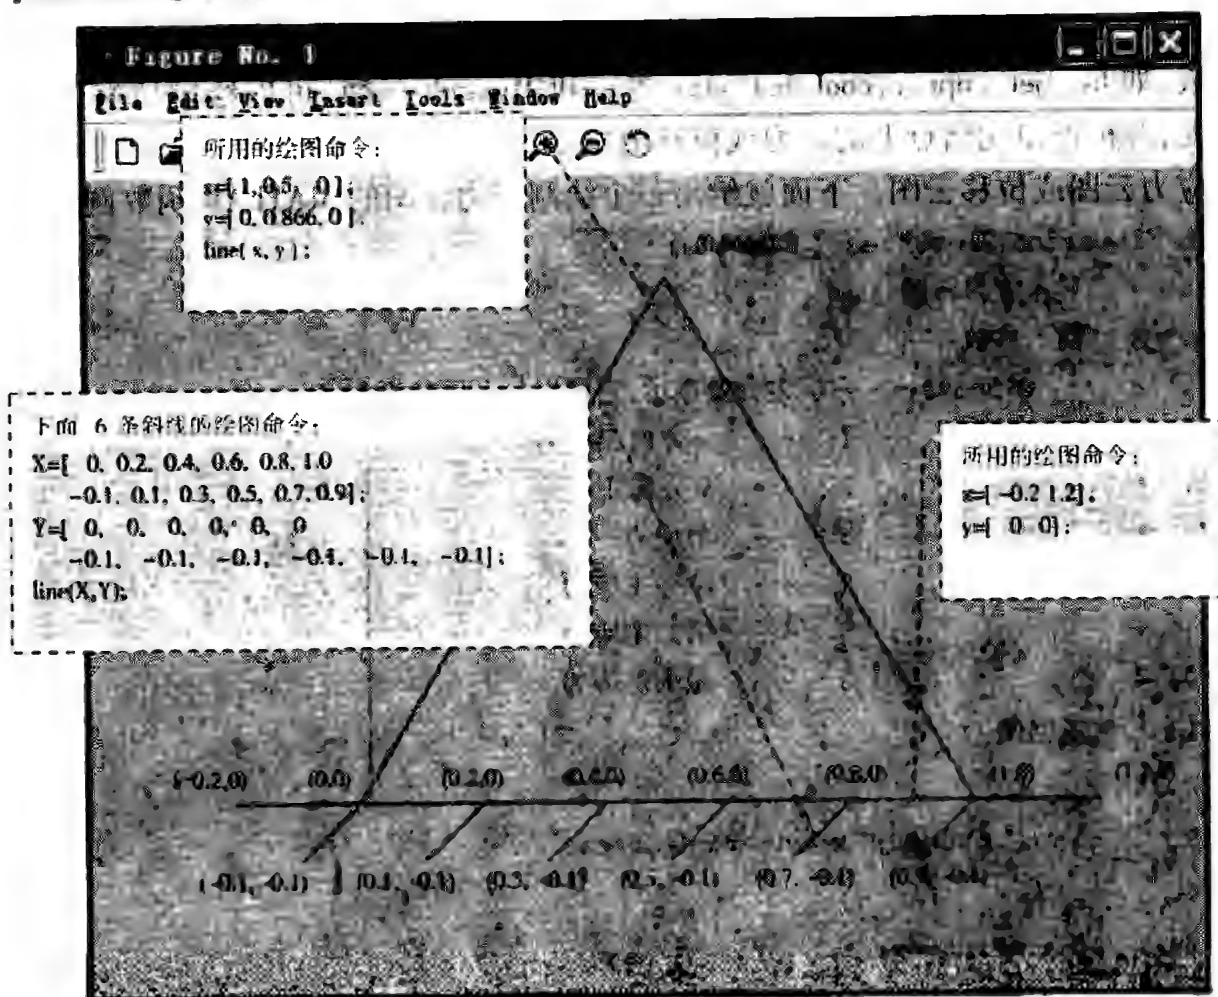 Figure No. 1
File Edit View Insert Tools Window Help
所用的绘图命令:
x=[ 1, 0.5, 0 ];
y=[ 0, 0.866, 0 ].
line( x, y );
下面 6 条斜线的绘图命令:
X=[ 0, 0.2, 0.4, 0.6, 0.8, 1.0
-0.1, 0.1, 0.3, 0.5, 0.7, 0.9];
Y=[ 0, 0, 0, 0, 0, 0
-0.1, -0.1, -0.1, -0.1, -0.1, -0.1];
line(X,Y);
所用的绘图命令:
x=[ -0.2 1.2];
y=[ 0 0];
(-0.2,0) (0,0) (0.2,0) (0.6,0) (0.8,0)
(-0.1, -0.1) (0.1, -0.1) (0.3, -0.1) (0.5, -0.1) (0.7, -0.1)